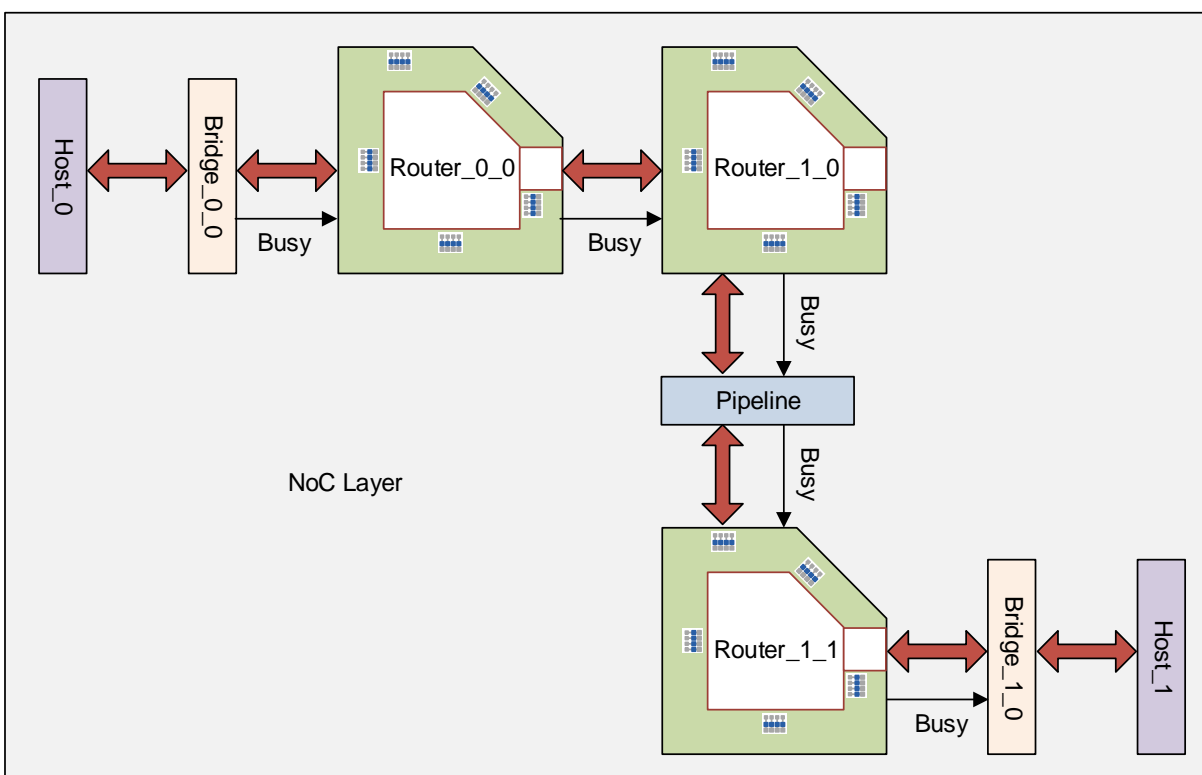 Host_0
Bridge_0_0
Router_0_0
Router_1_0
Busy
Busy
Busy
Pipeline
Busy
NoC Layer
Router_1_1
Bridge_1_0
Host_1
Busy